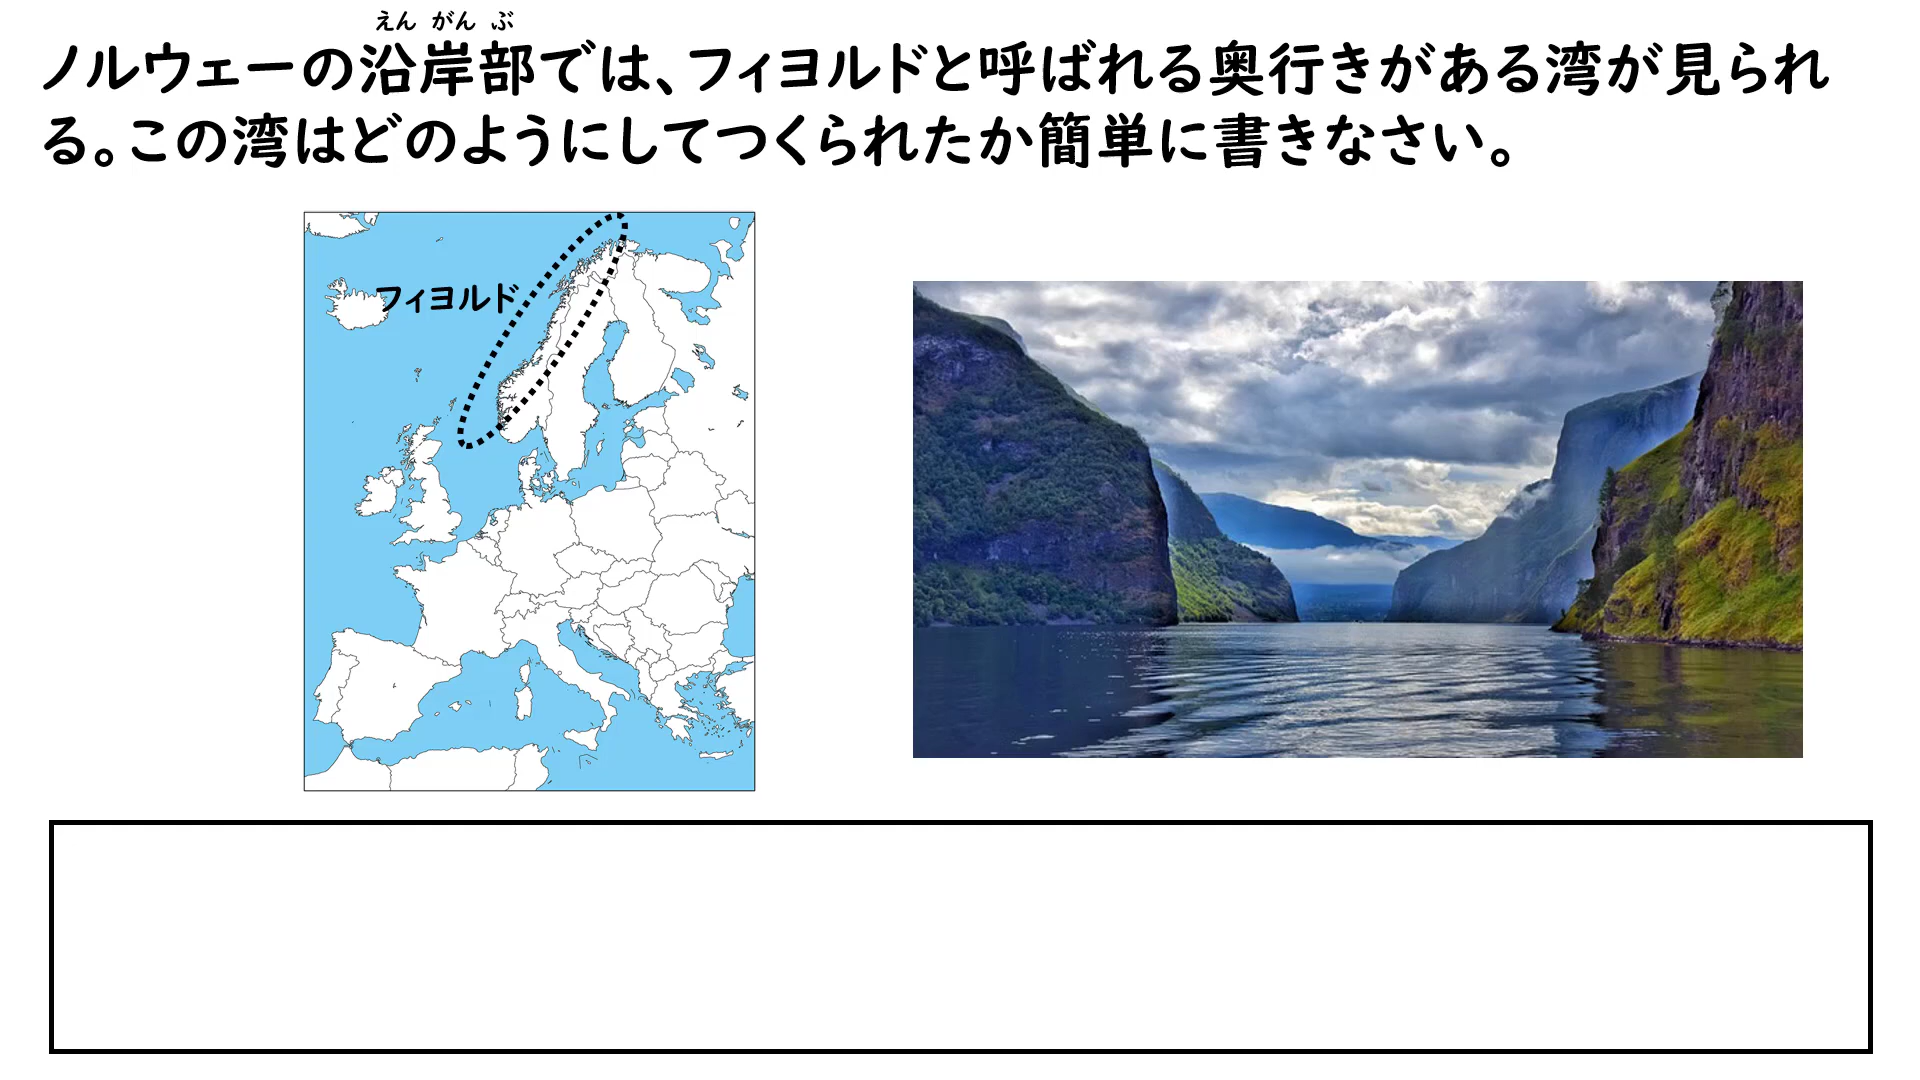 えん がん ぶ
ノルウェーの沿岸部では、フィヨルドと呼ばれる奥行きがある湾が見られ
る。この湾はどのようにしてつくられたか簡単に書きなさい。
フィヨルド